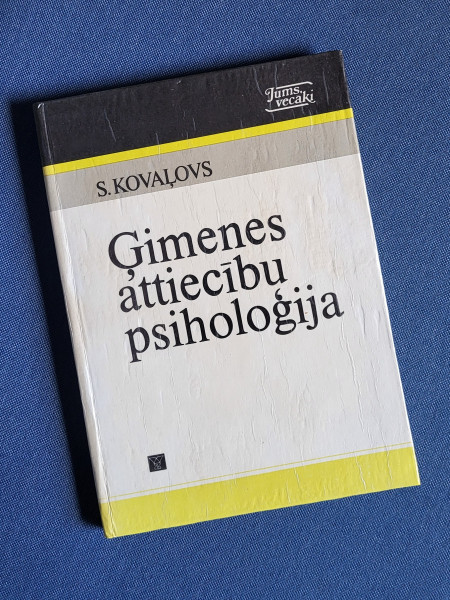 Jums,
vecāki
S. KOVAĻOVS
Ģimenes
attiecību
psiholoģija